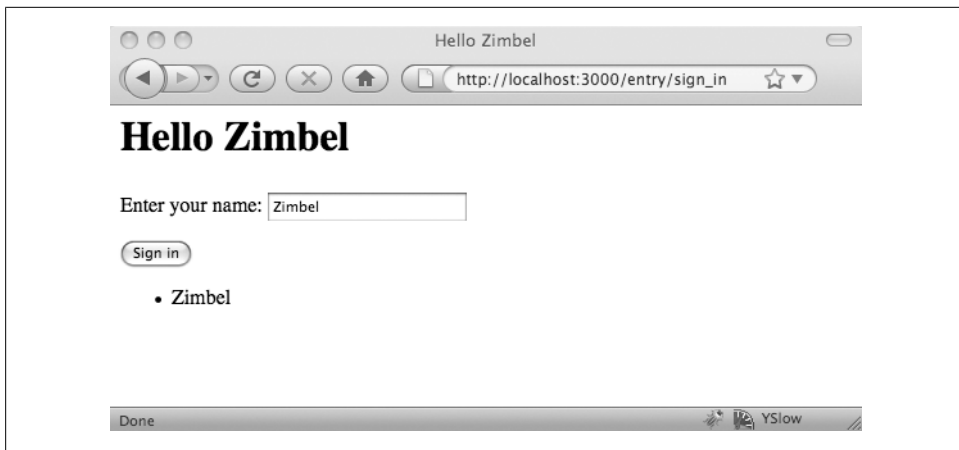 Hello Zimbel
http://localhost:3000/entry/sign_in
Hello Zimbel
Enter your name: Zimbel
Sign in
• Zimbel
Done YSlow